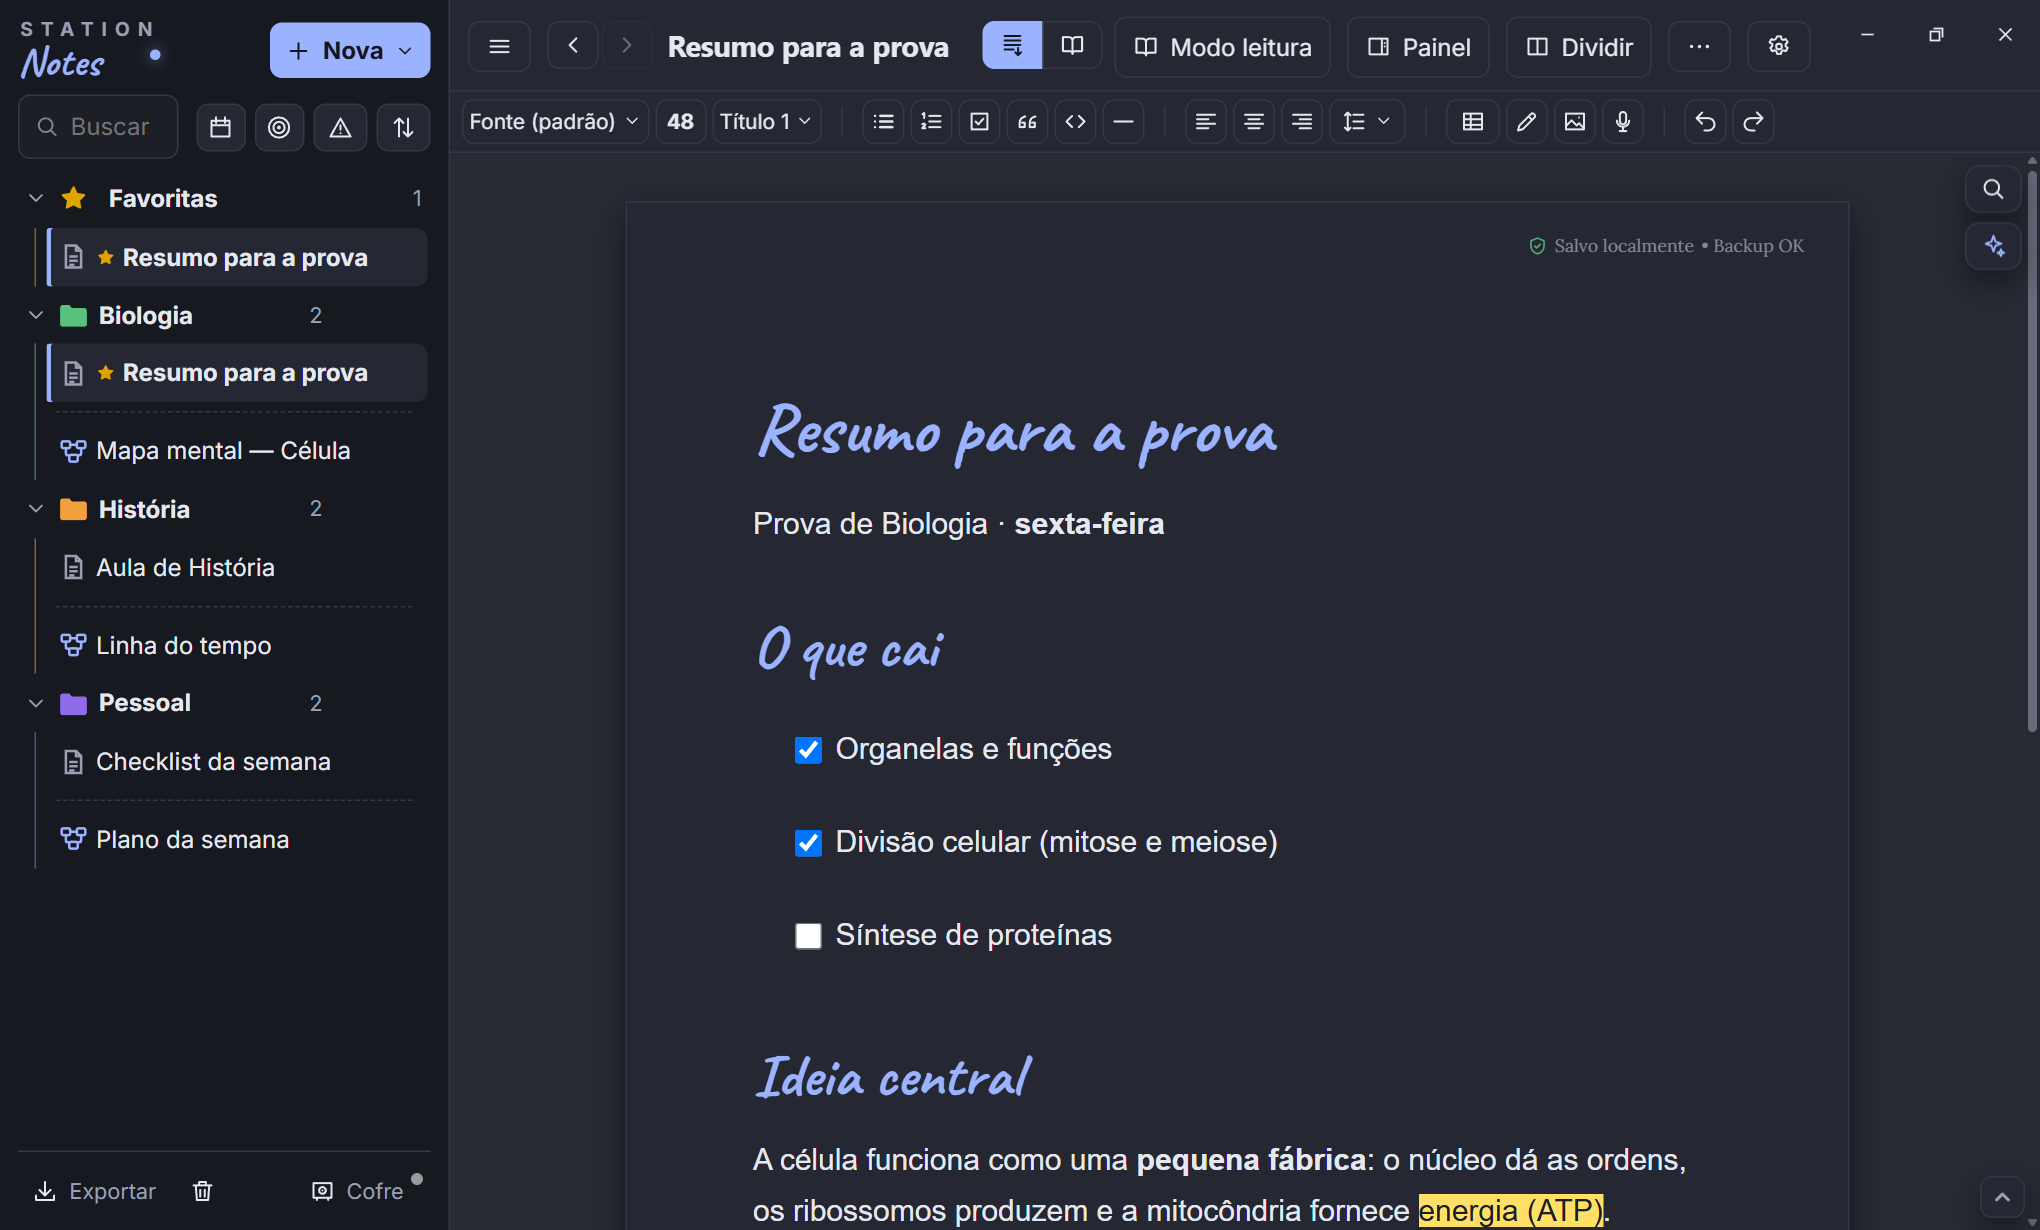 STATION
Notes
Nova
Buscar
Favoritas 1
Resumo para a prova
Biologia 2
Resumo para a prova
Mapa mental — Célula
História 2
Aula de História
Linha do tempo
Pessoal 2
Checklist da semana
Plano da semana
Exportar
Cofre
Resumo para a prova
Modo leitura
Painel
Dividir
Fonte (padrão)
48
Título 1
Salvo localmente • Backup OK
Resumo para a prova
Prova de Biologia · sexta-feira
O que cai
Organelas e funções
Divisão celular (mitose e meiose)
Síntese de proteínas
Ideia central
A célula funciona como uma pequena fábrica: o núcleo dá as ordens,
os ribossomos produzem e a mitocôndria fornece energia (ATP).